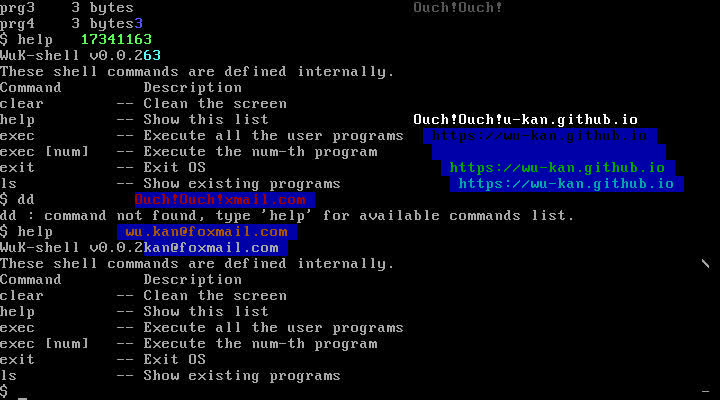 prg3    3 bytes                                Ouch!Ouch!
prg4    3 bytes3
$ help   17341163
WuK-shell v0.0.263
These shell commands are defined internally.
Command         Description
clear        -- Clean the screen
help         -- Show this list                Ouch!Ouch!u-kan.github.io
exec         -- Execute all the user programs   https://wu-kan.github.io
exec [num]   -- Execute the num-th program
exit         -- Exit OS                           https://wu-kan.github.io
ls           -- Show existing programs             https://wu-kan.github.io
$ dd           Ouch!Ouch!xmail.com
dd : command not found, type 'help' for available commands list.
$ help        wu.kan@foxmail.com
WuK-shell v0.0.2kan@foxmail.com
These shell commands are defined internally.                                  \
Command         Description
clear        -- Clean the screen
help         -- Show this list
exec         -- Execute all the user programs
exec [num]   -- Execute the num-th program
exit         -- Exit OS
ls           -- Show existing programs
$ _                                                                           -